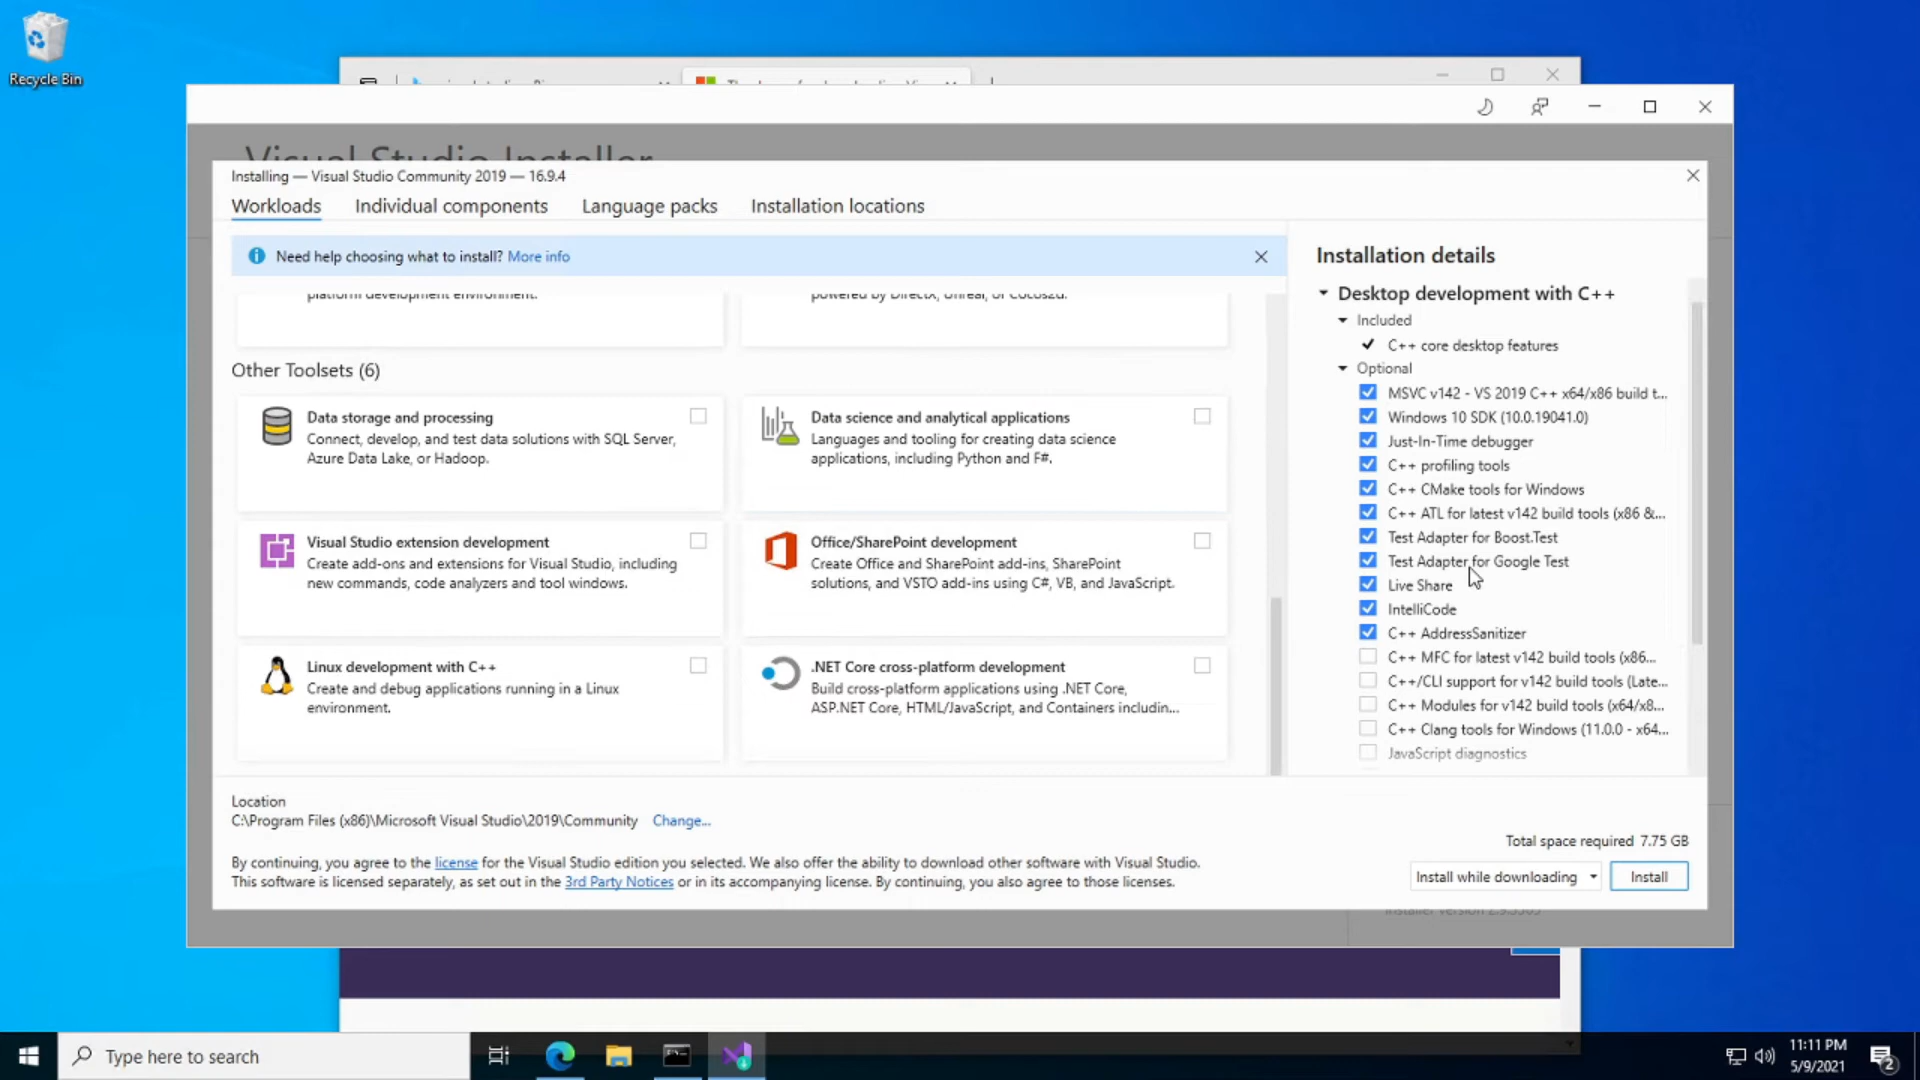 Recycle Bin
Visual Studio Installer
Installing — Visual Studio Community 2019 — 16.9.4
Workloads
Individual components
Language packs
Installation locations
Need help choosing what to install? More info
platform development environment.
powered by DirectX, Unreal, or Cocos2d.
Other Toolsets (6)
Data storage and processing
Connect, develop, and test data solutions with SQL Server,
Azure Data Lake, or Hadoop.
Data science and analytical applications
Languages and tooling for creating data science
applications, including Python and F#.
Visual Studio extension development
Create add-ons and extensions for Visual Studio, including
new commands, code analyzers and tool windows.
Office/SharePoint development
Create Office and SharePoint add-ins, SharePoint
solutions, and VSTO add-ins using C#, VB, and JavaScript.
Linux development with C++
Create and debug applications running in a Linux
environment.
.NET Core cross-platform development
Build cross-platform applications using .NET Core,
ASP.NET Core, HTML/JavaScript, and Containers includin...
Installation details
Desktop development with C++
Included
C++ core desktop features
Optional
MSVC v142 - VS 2019 C++ x64/x86 build t...
Windows 10 SDK (10.0.19041.0)
Just-In-Time debugger
C++ profiling tools
C++ CMake tools for Windows
C++ ATL for latest v142 build tools (x86 &...
Test Adapter for Boost.Test
Test Adapter for Google Test
Live Share
IntelliCode
C++ AddressSanitizer
C++ MFC for latest v142 build tools (x86...
C++/CLI support for v142 build tools (Late...
C++ Modules for v142 build tools (x64/x8...
C++ Clang tools for Windows (11.0.0 - x64...
JavaScript diagnostics
Location
C:\Program Files (x86)\Microsoft Visual Studio\2019\Community Change...
Total space required 7.75 GB
By continuing, you agree to the license for the Visual Studio edition you selected. We also offer the ability to download other software with Visual Studio.
This software is licensed separately, as set out in the 3rd Party Notices or in its accompanying license. By continuing, you also agree to those licenses.
Install while downloading
Install
Type here to search
11:11 PM
5/9/2021
2